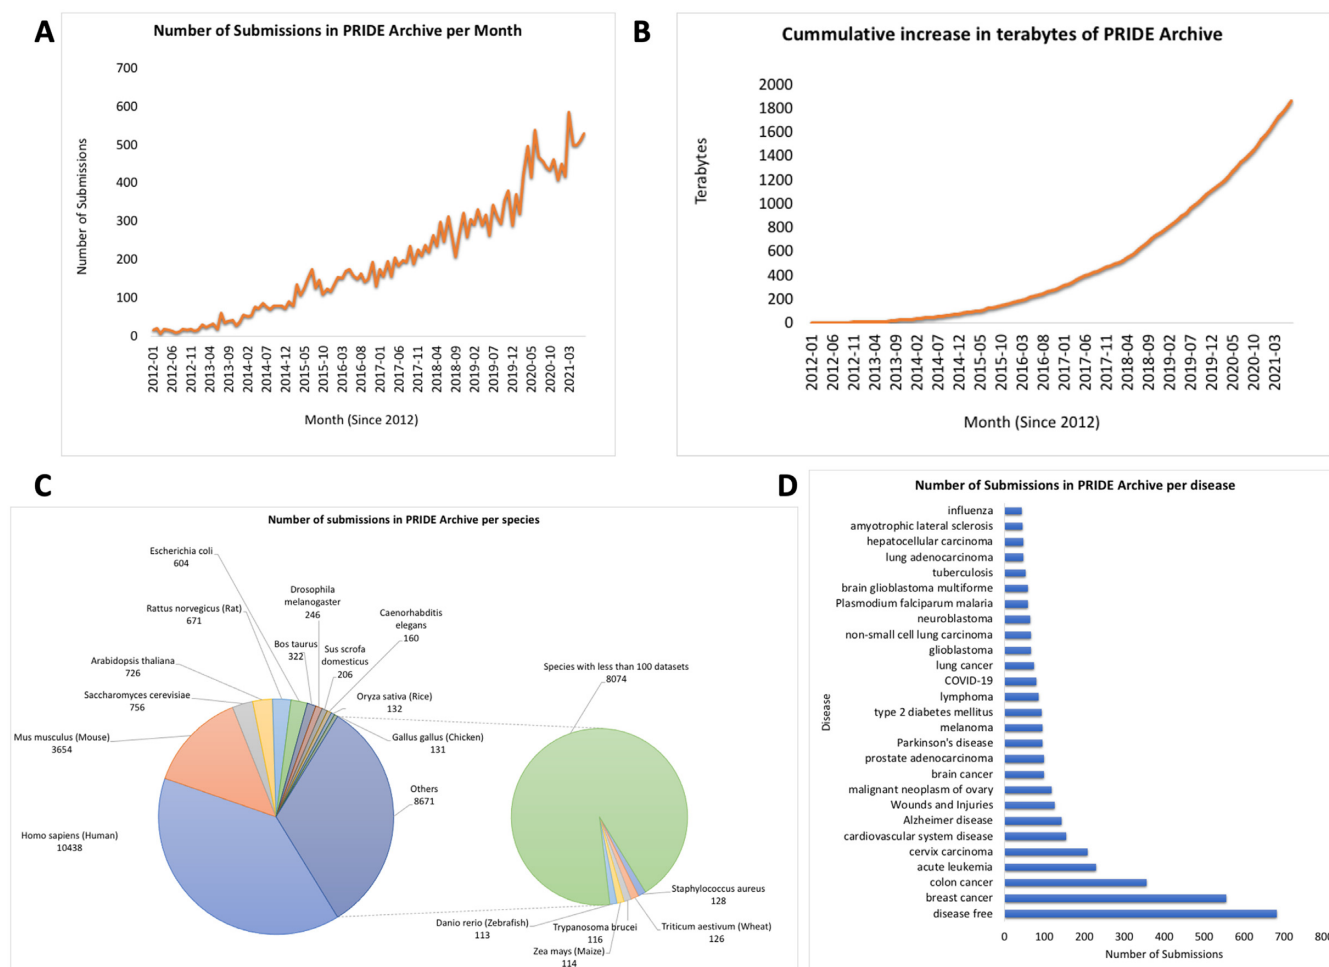 A
Number of Submissions in PRIDE Archive per Month
Number of Submissions
700
600
500
400
300
200
100
0
2012-01
2012-06
2012-11
2013-04
2013-09
2014-02
2014-07
2014-12
2015-05
2015-10
2016-03
2016-08
2017-01
2017-06
2017-11
2018-04
2018-09
2019-02
2019-07
2019-12
2020-05
2020-10
2021-03
Month (Since 2012)
B
Cummulative increase in terabytes of PRIDE Archive
Terabytes
2000
1800
1600
1400
1200
1000
800
600
400
200
0
2012-01
2012-06
2012-11
2013-04
2013-09
2014-02
2014-07
2014-12
2015-05
2015-10
2016-03
2016-08
2017-01
2017-06
2017-11
2018-04
2018-09
2019-02
2019-07
2019-12
2020-05
2020-10
2021-03
Month (Since 2012)
C
Number of submissions in PRIDE Archive per species
Escherichia coli
604
Rattus norvegicus (Rat)
671
Arabidopsis thaliana
726
Saccharomyces cerevisiae
756
Mus musculus (Mouse)
3654
Homo sapiens (Human)
10438
Drosophila
melanogaster
246
Bos taurus
322
Sus scrofa
domesticus
206
Caenorhabditis
elegans
160
Oryza sativa (Rice)
132
Gallus gallus (Chicken)
131
Others
8671
Species with less than 100 datasets
8074
Staphylococcus aureus
128
Triticum aestivum (Wheat)
126
Trypanosoma brucei
116
Zea mays (Maize)
114
Danio rerio (Zebrafish)
113
D
Number of Submissions in PRIDE Archive per disease
Disease
influenza
amyotrophic lateral sclerosis
hepatocellular carcinoma
lung adenocarcinoma
tuberculosis
brain glioblastoma multiforme
Plasmodium falciparum malaria
neuroblastoma
non-small cell lung carcinoma
glioblastoma
lung cancer
COVID-19
lymphoma
type 2 diabetes mellitus
melanoma
Parkinson's disease
prostate adenocarcinoma
brain cancer
malignant neoplasm of ovary
Wounds and Injuries
Alzheimer disease
cardiovascular system disease
cervix carcinoma
acute leukemia
colon cancer
breast cancer
disease free
0 100 200 300 400 500 600 700 800
Number of Submissions